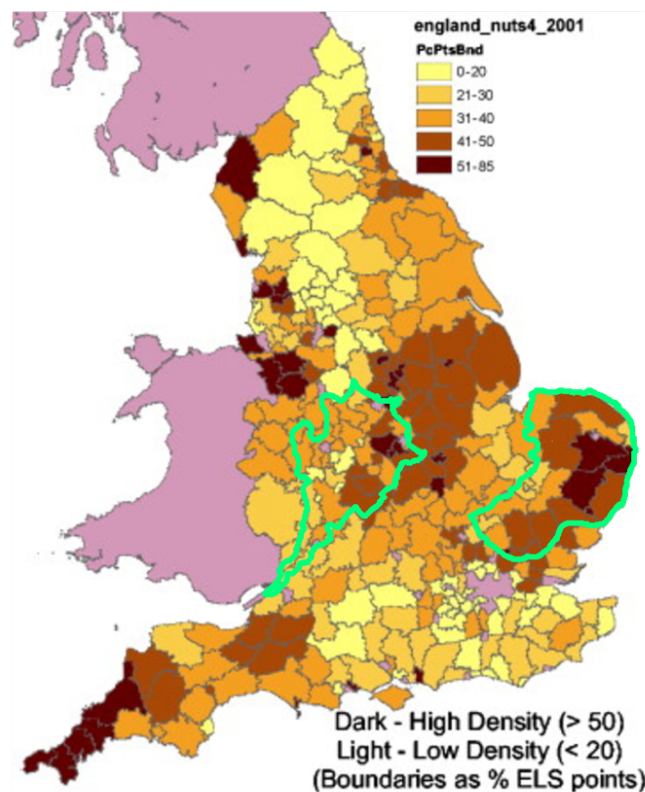 england_nuts4_2001
PcPtsBnd
0-20
21-30
31-40
41-50
51-85
Dark - High Density (> 50)
Light - Low Density (< 20)
(Boundaries as % ELS points)